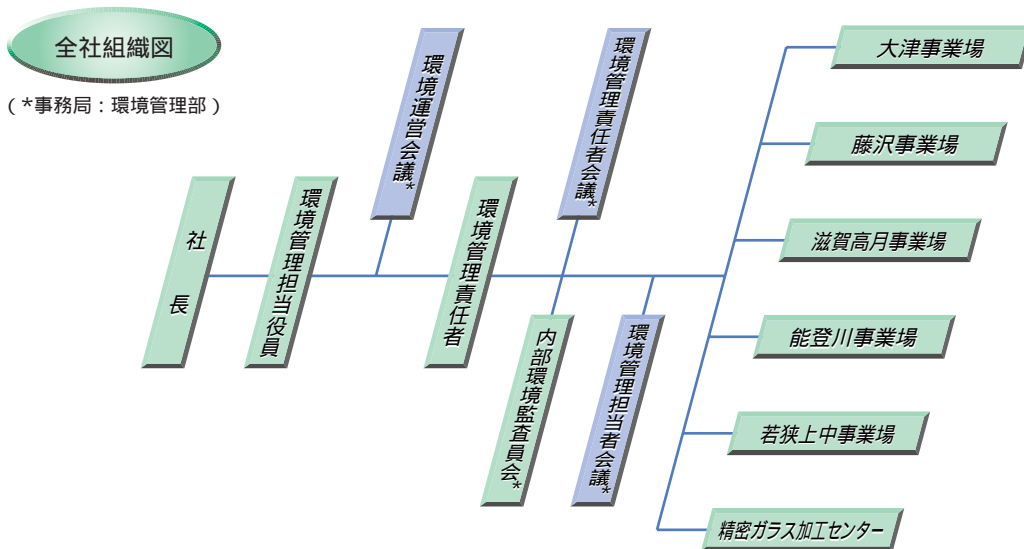 全社組織図
(*事務局：環境管理部)
社長
環境管理担当役員
環境運営会議*
環境管理責任者
環境管理責任者会議*
内部環境監査員会*
環境管理担当者会議*
大津事業場
藤沢事業場
滋賀高月事業場
能登川事業場
若狭上中事業場
精密ガラス加工センター